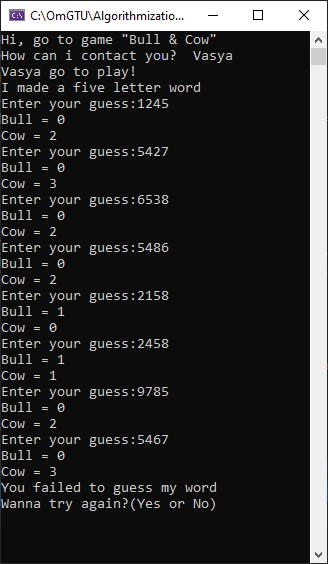 C:\OmGTU\Algorithmizatio...
Hi, go to game "Bull & Cow"
How can i contact you?  Vasya
Vasya go to play!
I made a five letter word
Enter your guess:1245
Bull = 0
Cow = 2
Enter your guess:5427
Bull = 0
Cow = 3
Enter your guess:6538
Bull = 0
Cow = 2
Enter your guess:5486
Bull = 0
Cow = 2
Enter your guess:2158
Bull = 1
Cow = 0
Enter your guess:2458
Bull = 1
Cow = 1
Enter your guess:9785
Bull = 0
Cow = 2
Enter your guess:5467
Bull = 0
Cow = 3
You failed to guess my word
Wanna try again?(Yes or No)